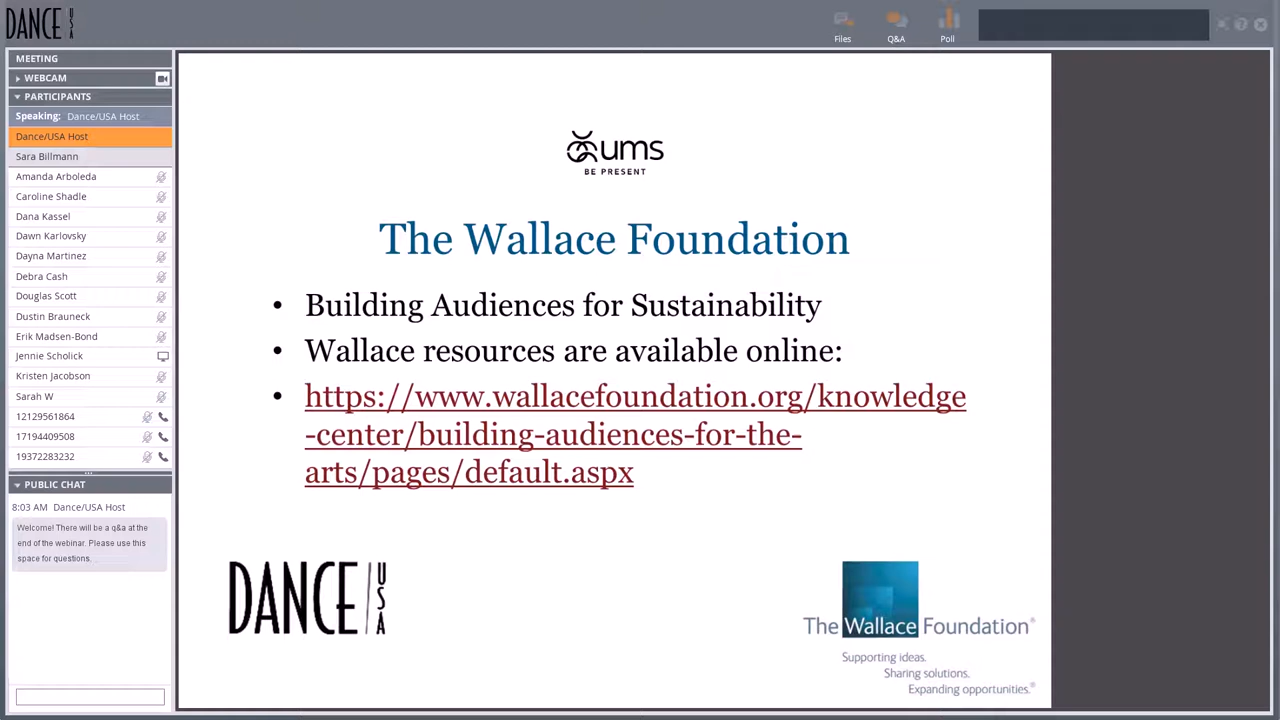 DANCE USA
Files
Q&A
Poll
MEETING
WEBCAM
PARTICIPANTS
Speaking: Dance/USA Host
Dance/USA Host
Sara Billmann
Amanda Arboleda
Caroline Shadle
Dana Kassel
Dawn Karlovsky
Dayna Martinez
Debra Cash
Douglas Scott
Dustin Brauneck
Erik Madsen-Bond
Jennie Scholick
Kristen Jacobson
Sarah W
12129561864
17194409508
19372283232
PUBLIC CHAT
8:03 AM Dance/USA Host
Welcome! There will be a q&a at the
end of the webinar. Please use this
space for questions.
ums
BE PRESENT
The Wallace Foundation
• Building Audiences for Sustainability
• Wallace resources are available online:
• https://www.wallacefoundation.org/knowledge
-center/building-audiences-for-the-
arts/pages/default.aspx
DANCE USA
The Wallace Foundation®
Supporting ideas.
Sharing solutions.
Expanding opportunities.®